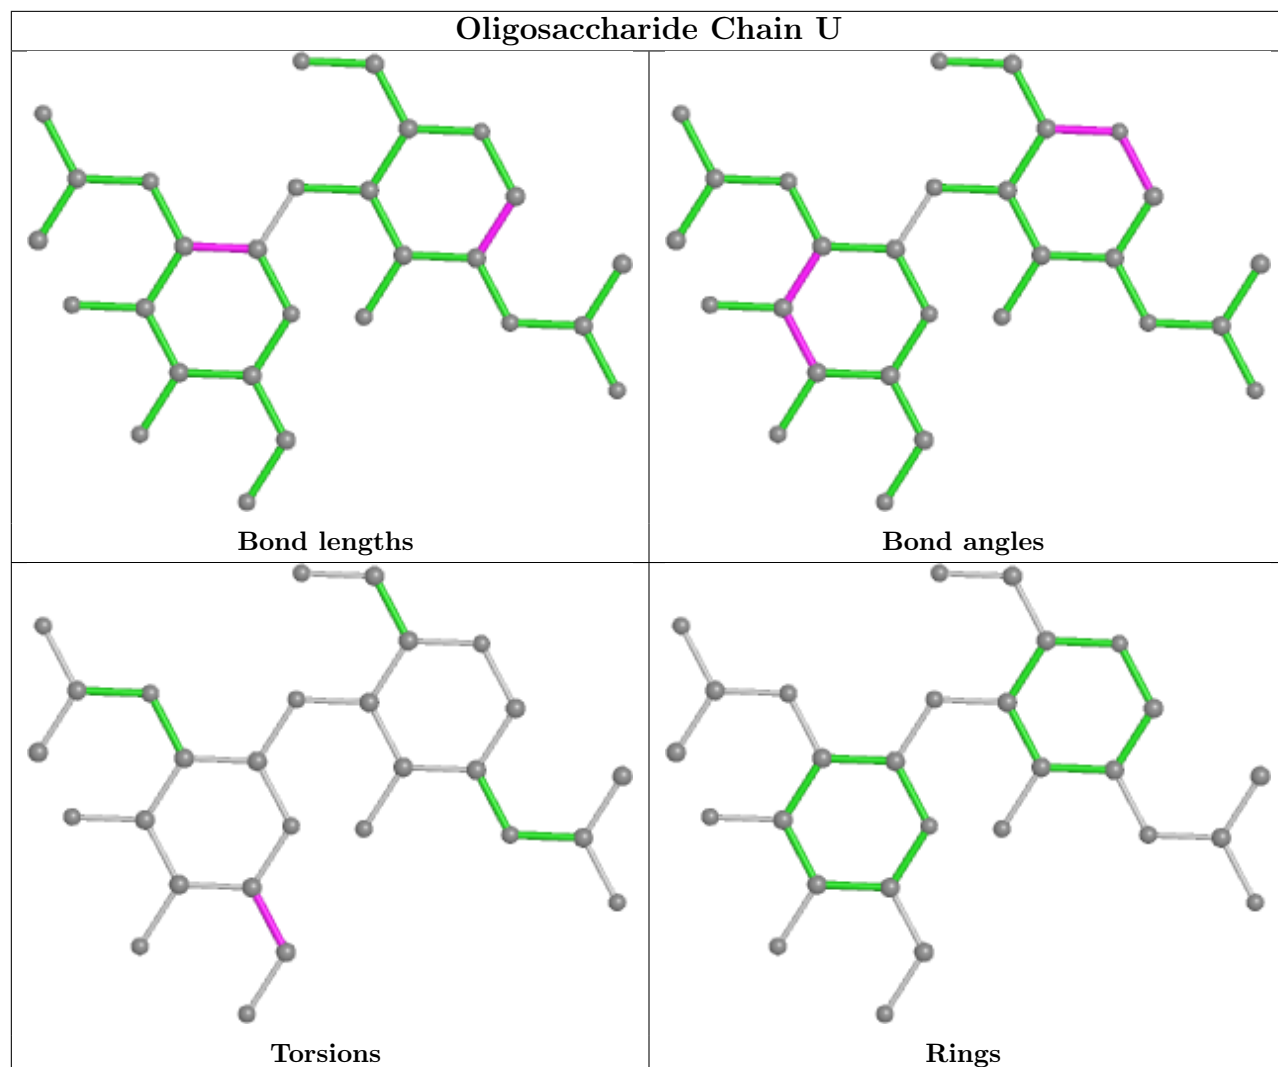 Oligosaccharide Chain U
Bond lengths
Bond angles
Torsions
Rings